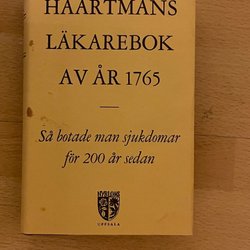 HAARTMANS
LÄKAREBOK
AV ÅR 1765
Så botade man sjukdomar
för 200 år sedan
UPPSALA